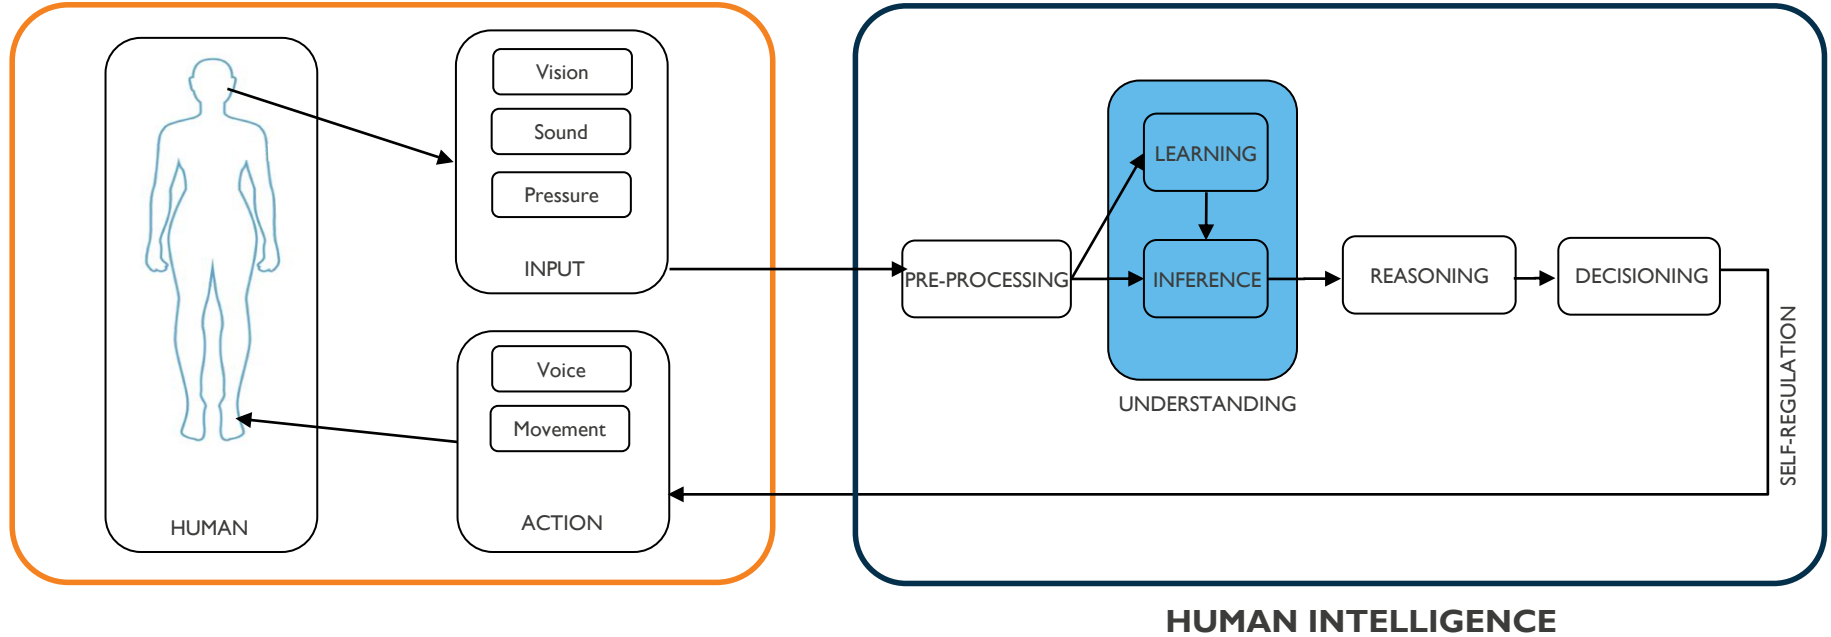 Vision
Sound
Pressure
INPUT
Voice
Movement
ACTION
HUMAN
PRE-PROCESSING
LEARNING
INFERENCE
UNDERSTANDING
REASONING
DECISIONING
SELF-REGULATION
HUMAN INTELLIGENCE